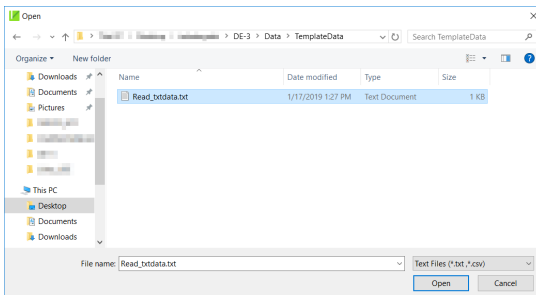 Open
> DE-3 > Data > TemplateData
Search TemplateData
Organize
New folder
Name
Date modified
Type
Size
Read_txtdata.txt
1/17/2019 1:27 PM
Text Document
1 KB
Downloads
Documents
Pictures
This PC
Desktop
Documents
Downloads
File name:
Read_txtdata.txt
Text Files (*.txt ,*.csv)
Open
Cancel